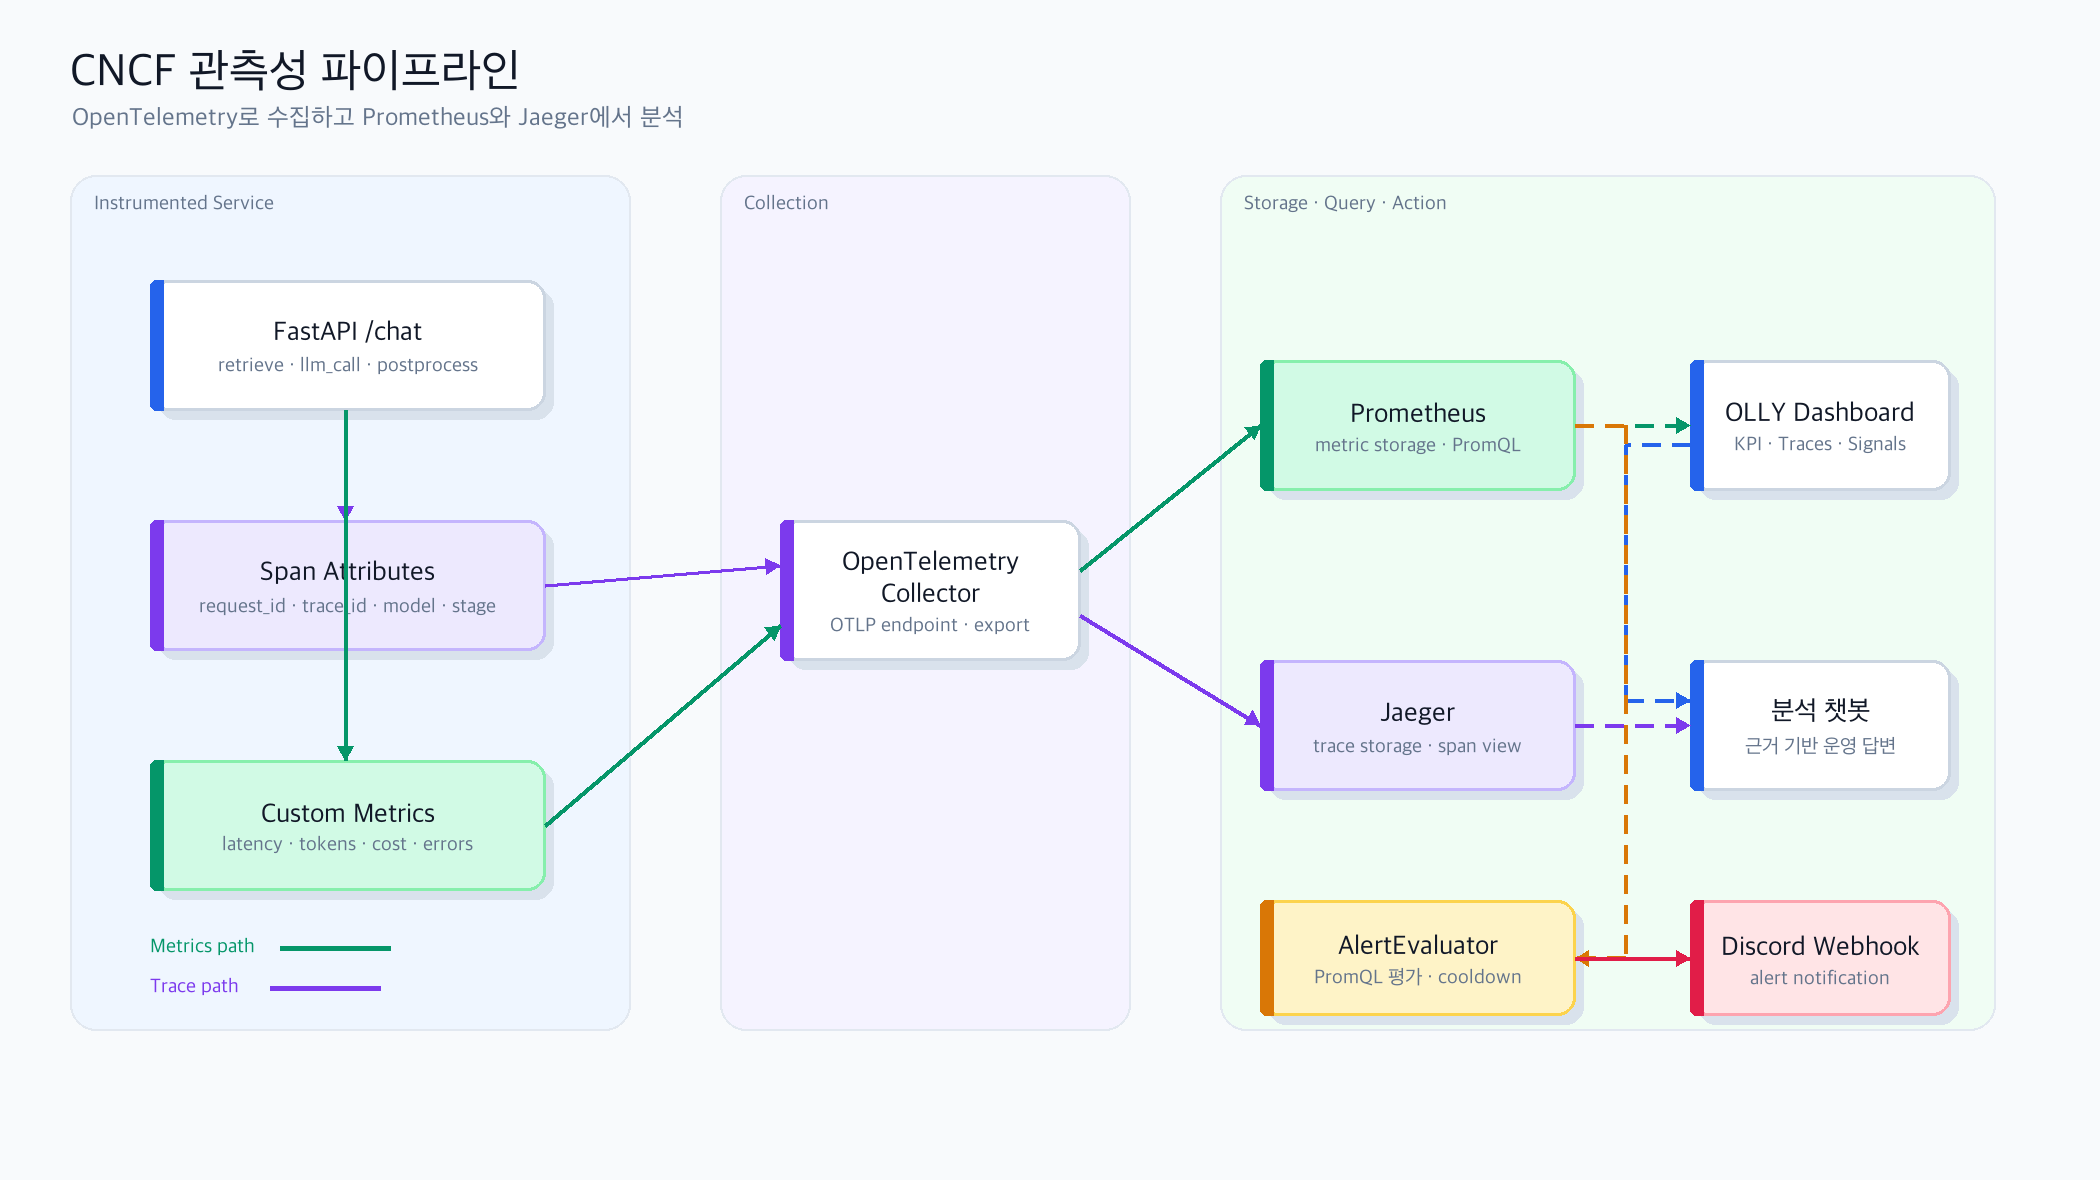 CNCF 관측성 파이프라인
OpenTelemetry로 수집하고 Prometheus와 Jaeger에서 분석
Instrumented Service
FastAPI /chat
retrieve · llm_call · postprocess
Span Attributes
request_id · trace_id · model · stage
Custom Metrics
latency · tokens · cost · errors
Metrics path
Trace path
Collection
OpenTelemetry
Collector
OTLP endpoint · export
Storage · Query · Action
Prometheus
metric storage · PromQL
OLLY Dashboard
KPI · Traces · Signals
Jaeger
trace storage · span view
분석 챗봇
근거 기반 운영 답변
AlertEvaluator
PromQL 평가 · cooldown
Discord Webhook
alert notification